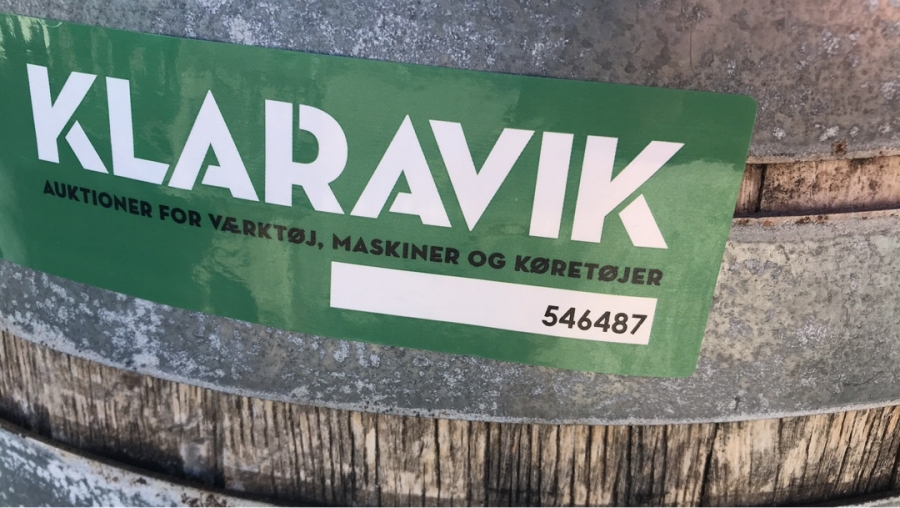 KLARAVIK
AUKTIONER FOR VÆRKTØJ, MASKINER OG KØRETØJER
546487